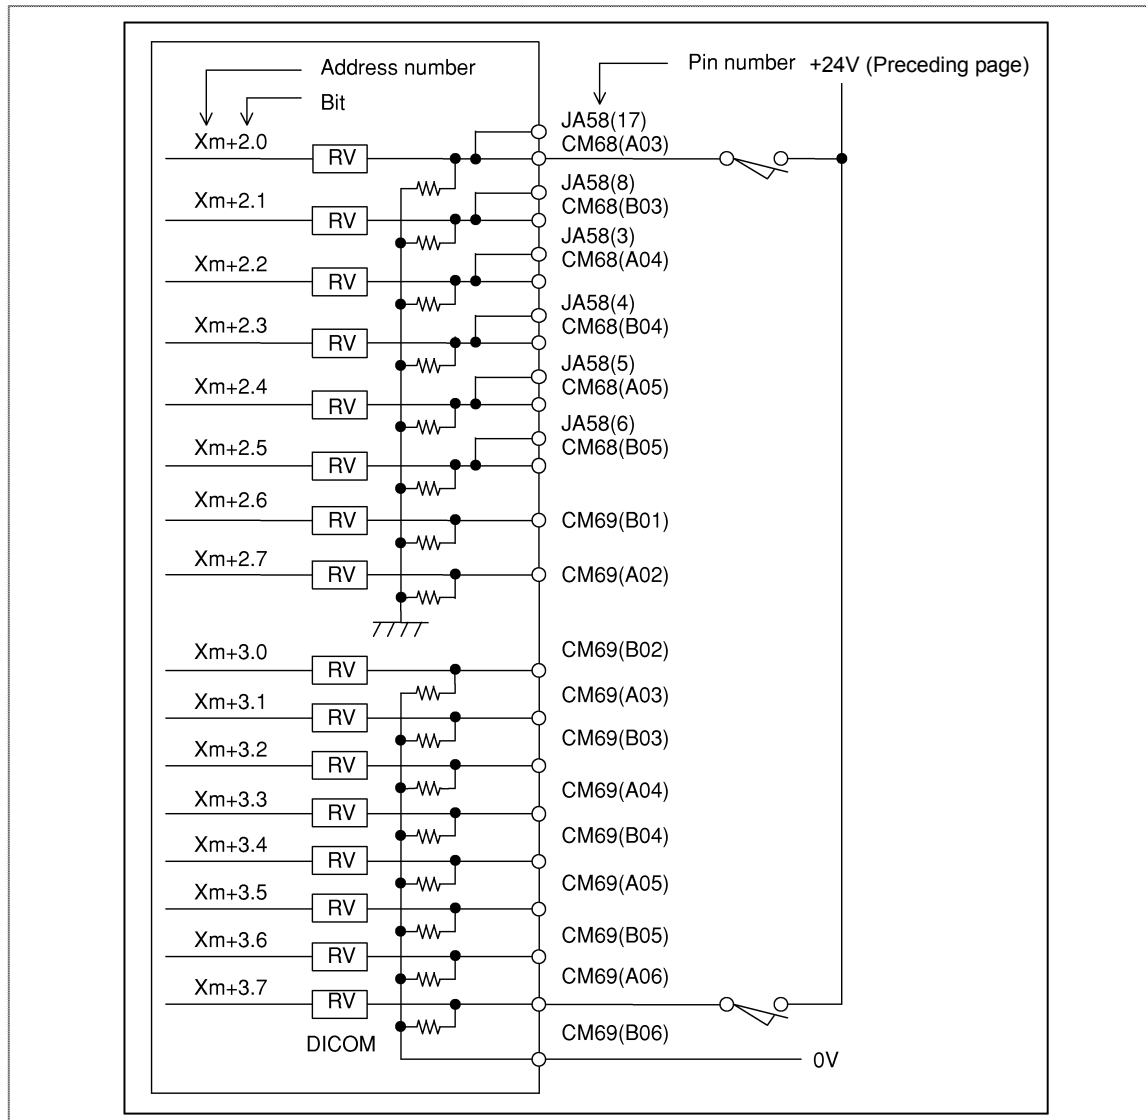 Address number
Bit
Pin number +24V (Preceding page)
Xm+2.0 RV JA58(17)
CM68(A03)
Xm+2.1 RV JA58(8)
CM68(B03)
Xm+2.2 RV JA58(3)
CM68(A04)
Xm+2.3 RV JA58(4)
CM68(B04)
Xm+2.4 RV JA58(5)
CM68(A05)
Xm+2.5 RV JA58(6)
CM68(B05)
Xm+2.6 RV CM69(B01)
Xm+2.7 RV CM69(A02)
Xm+3.0 RV CM69(B02)
Xm+3.1 RV CM69(A03)
Xm+3.2 RV CM69(B03)
Xm+3.3 RV CM69(A04)
Xm+3.4 RV CM69(B04)
Xm+3.5 RV CM69(A05)
Xm+3.6 RV CM69(B05)
Xm+3.7 RV CM69(A06)
DICOM CM69(B06)
0V